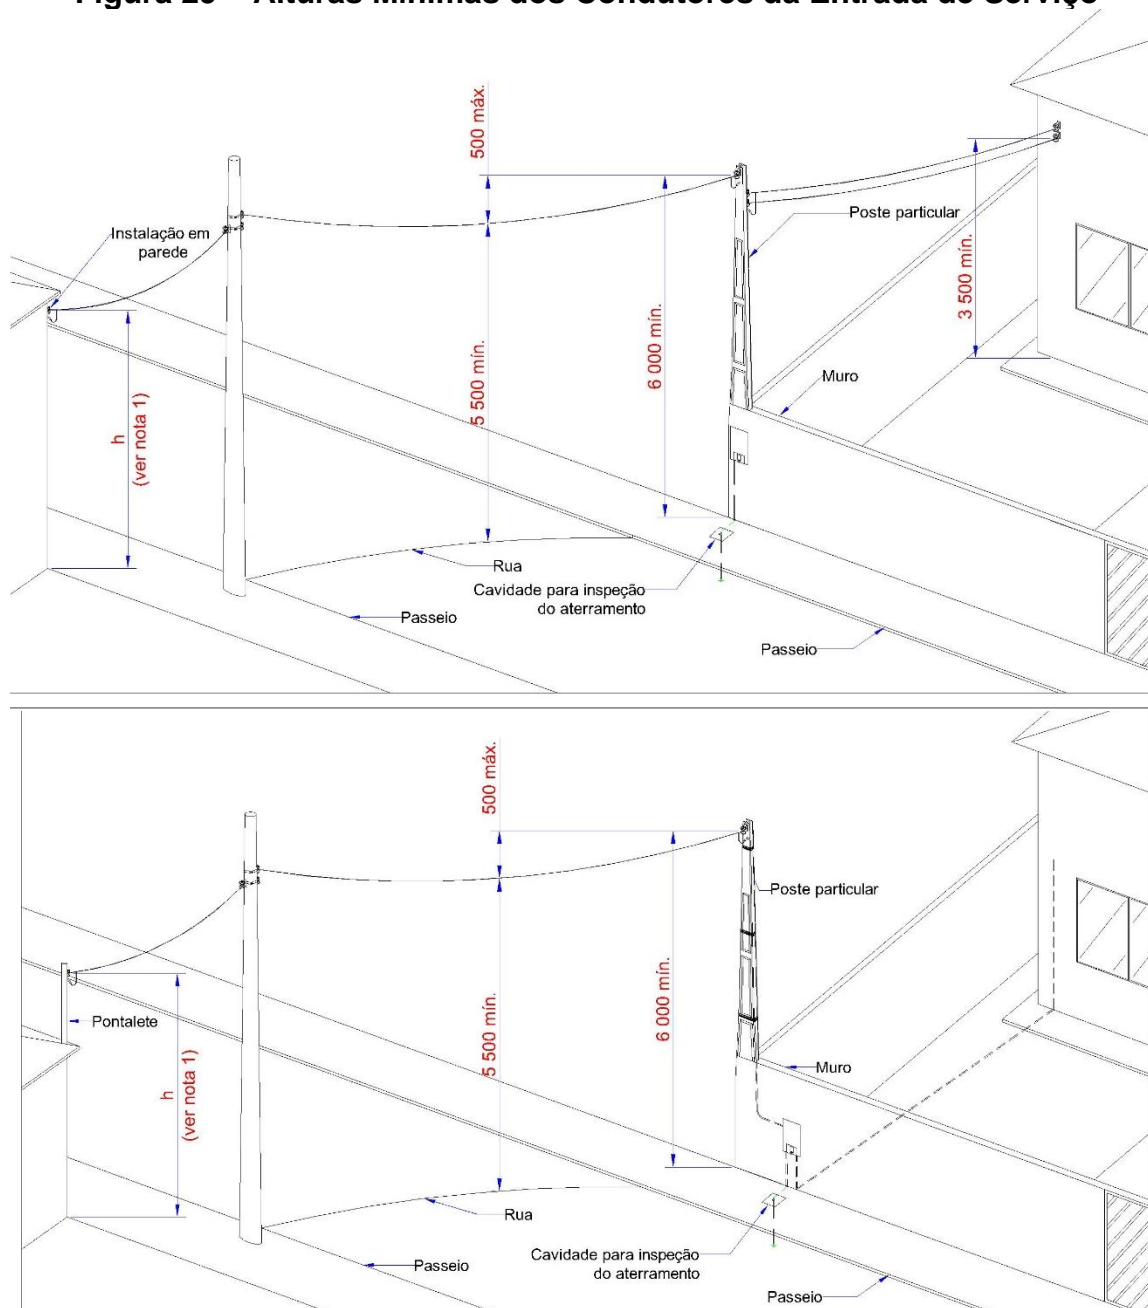 Figura 25 – Alturas Mínimas dos Condutores da Entrada de Serviço
500 máx.
Instalação em
parede
Poste particular
3 500 mín.
6 000 mín.
5 500 mín.
Muro
h
(ver nota 1)
Rua
Cavidade para inspeção
do aterramento
Passeio
Passeio
500 máx.
Poste particular
6 000 mín.
5 500 mín.
Pontalete
h
(ver nota 1)
Muro
Rua
Cavidade para inspeção
do aterramento
Passeio
Passeio